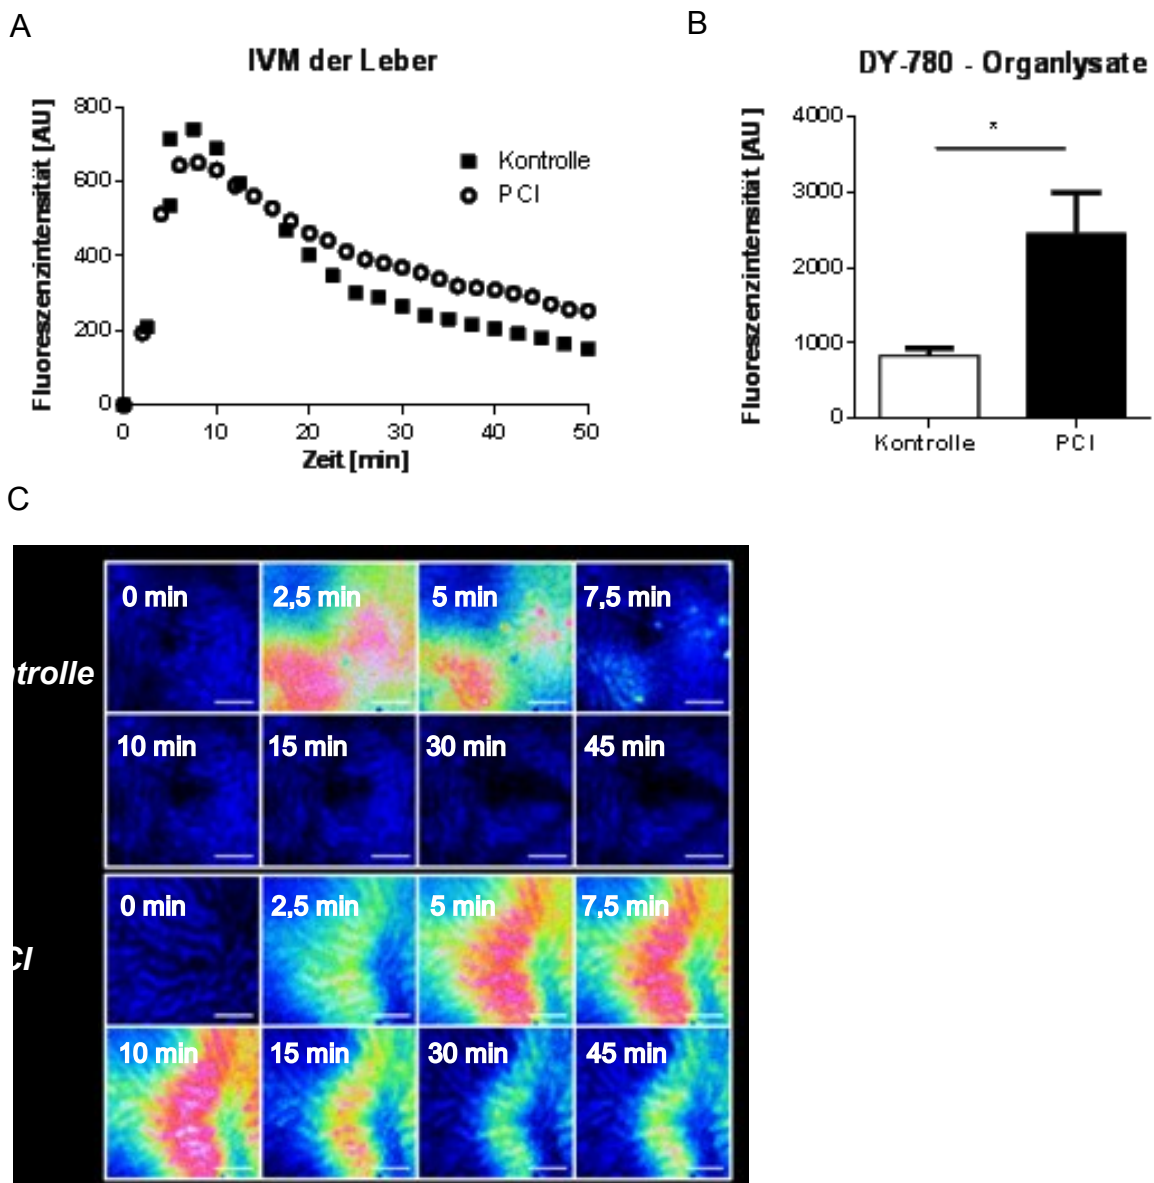 A
IVM der Leber
Fluoreszenzintensität [AU]
800
600
400
200
0
Kontrolle
PCI
0 10 20 30 40 50
Zeit [min]
B
DY-780 - Organlysate
Fluoreszenzintensität [AU]
4000
3000
2000
1000
0
*
Kontrolle PCI
C
ntrolle
0 min 2,5 min 5 min 7,5 min
10 min 15 min 30 min 45 min
CI
0 min 2,5 min 5 min 7,5 min
10 min 15 min 30 min 45 min